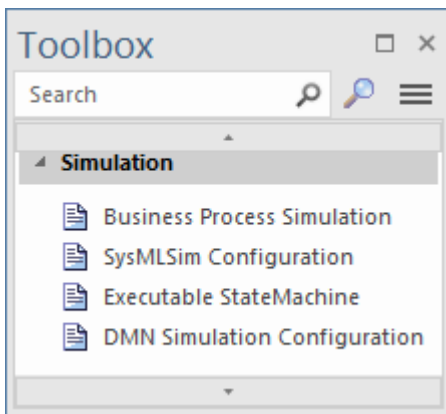 Toolbox
Search
Simulation
Business Process Simulation
SysMLSim Configuration
Executable StateMachine
DMN Simulation Configuration